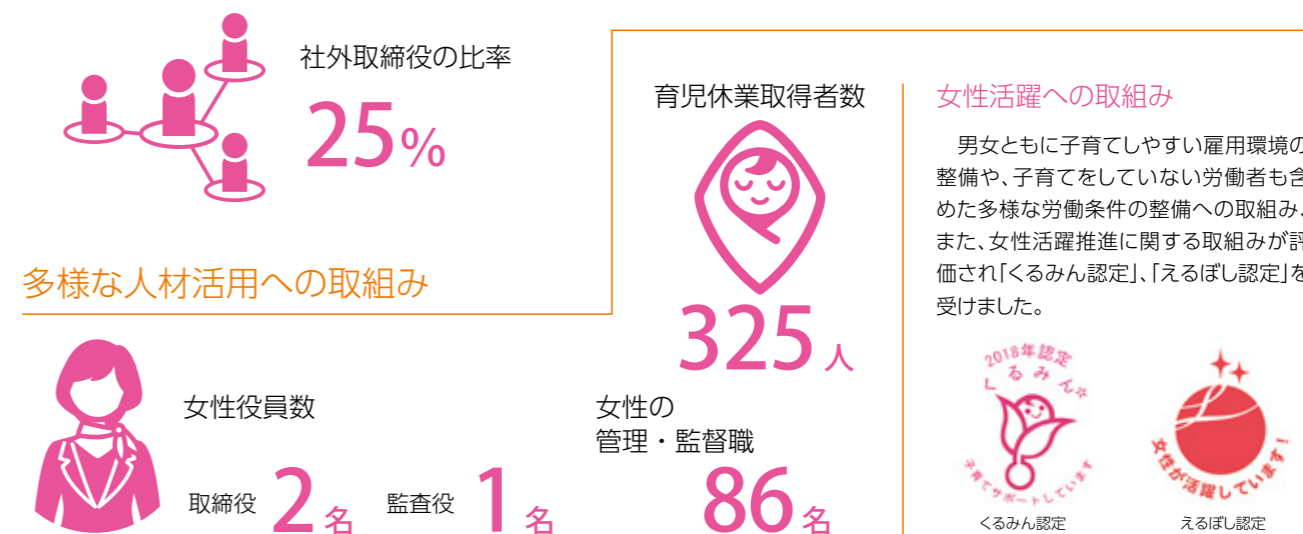 社外取締役の比率
25%
多様な人材活用への取組み
女性役員数
取締役 2名 監査役 1名
育児休業取得者数
325人
女性の
管理・監督職
86名
女性活躍への取組み
男女ともに子育てしやすい雇用環境の
整備や、子育てをしていない労働者も含
めた多様な労働条件の整備への取組み、
また、女性活躍推進に関する取組みが評
価され「くるみん認定」、「えるぼし認定」を
受けました。
2018年認定
くるみん
子育てサポートしています
くるみん認定
女性が活躍しています!
えるぼし認定